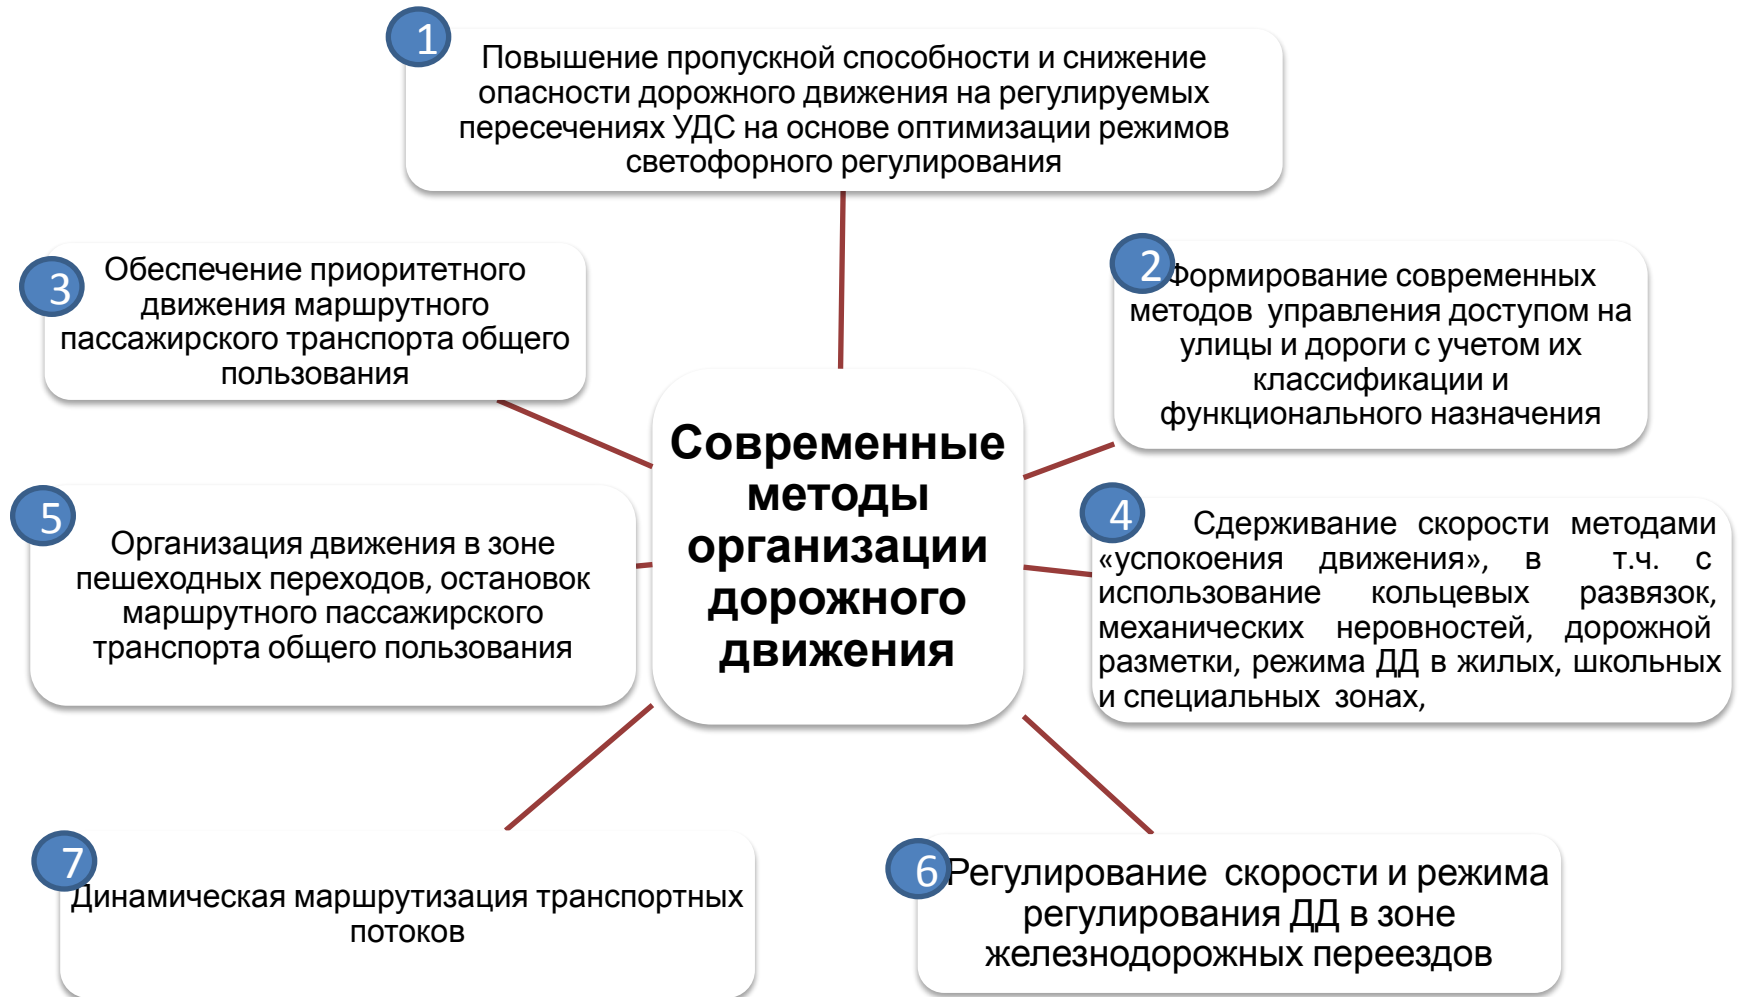 1
Повышение пропускной способности и снижение
опасности дорожного движения на регулируемых
пересечениях УДС на основе оптимизации режимов
светофорного регулирования
2
Формирование современных
методов управления доступом на
улицы и дороги с учетом их
классификации и
функционального назначения
3
Обеспечение приоритетного
движения маршрутного
пассажирского транспорта общего
пользования
Современные
методы
организации
дорожного
движения
4
Сдерживание скорости методами
«успокоения движения», в т.ч. с
использование кольцевых развязок,
механических неровностей, дорожной
разметки, режима ДД в жилых, школьных
и специальных зонах,
5
Организация движения в зоне
пешеходных переходов, остановок
маршрутного пассажирского
транспорта общего пользования
6
Регулирование скорости и режима
регулирования ДД в зоне
железнодорожных переездов
7
Динамическая маршрутизация транспортных
потоков